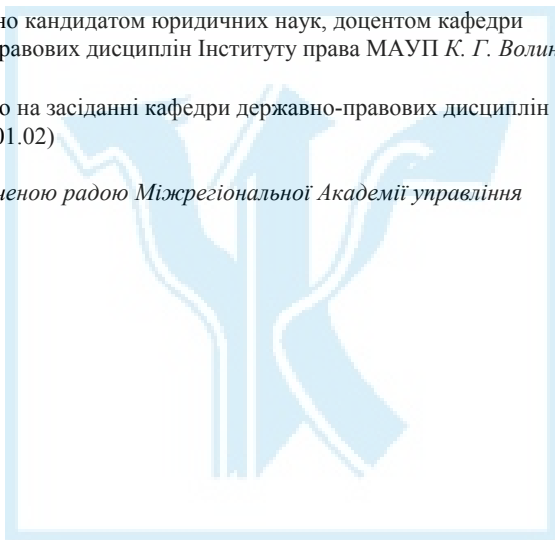 но кандидатом юридичних наук, доцентом кафедри
равових дисциплін Інституту права МАУП К. Г. Волин
о на засіданні кафедри державно-правових дисциплін
01.02)
ченою радою Міжрегіональної Академії управління